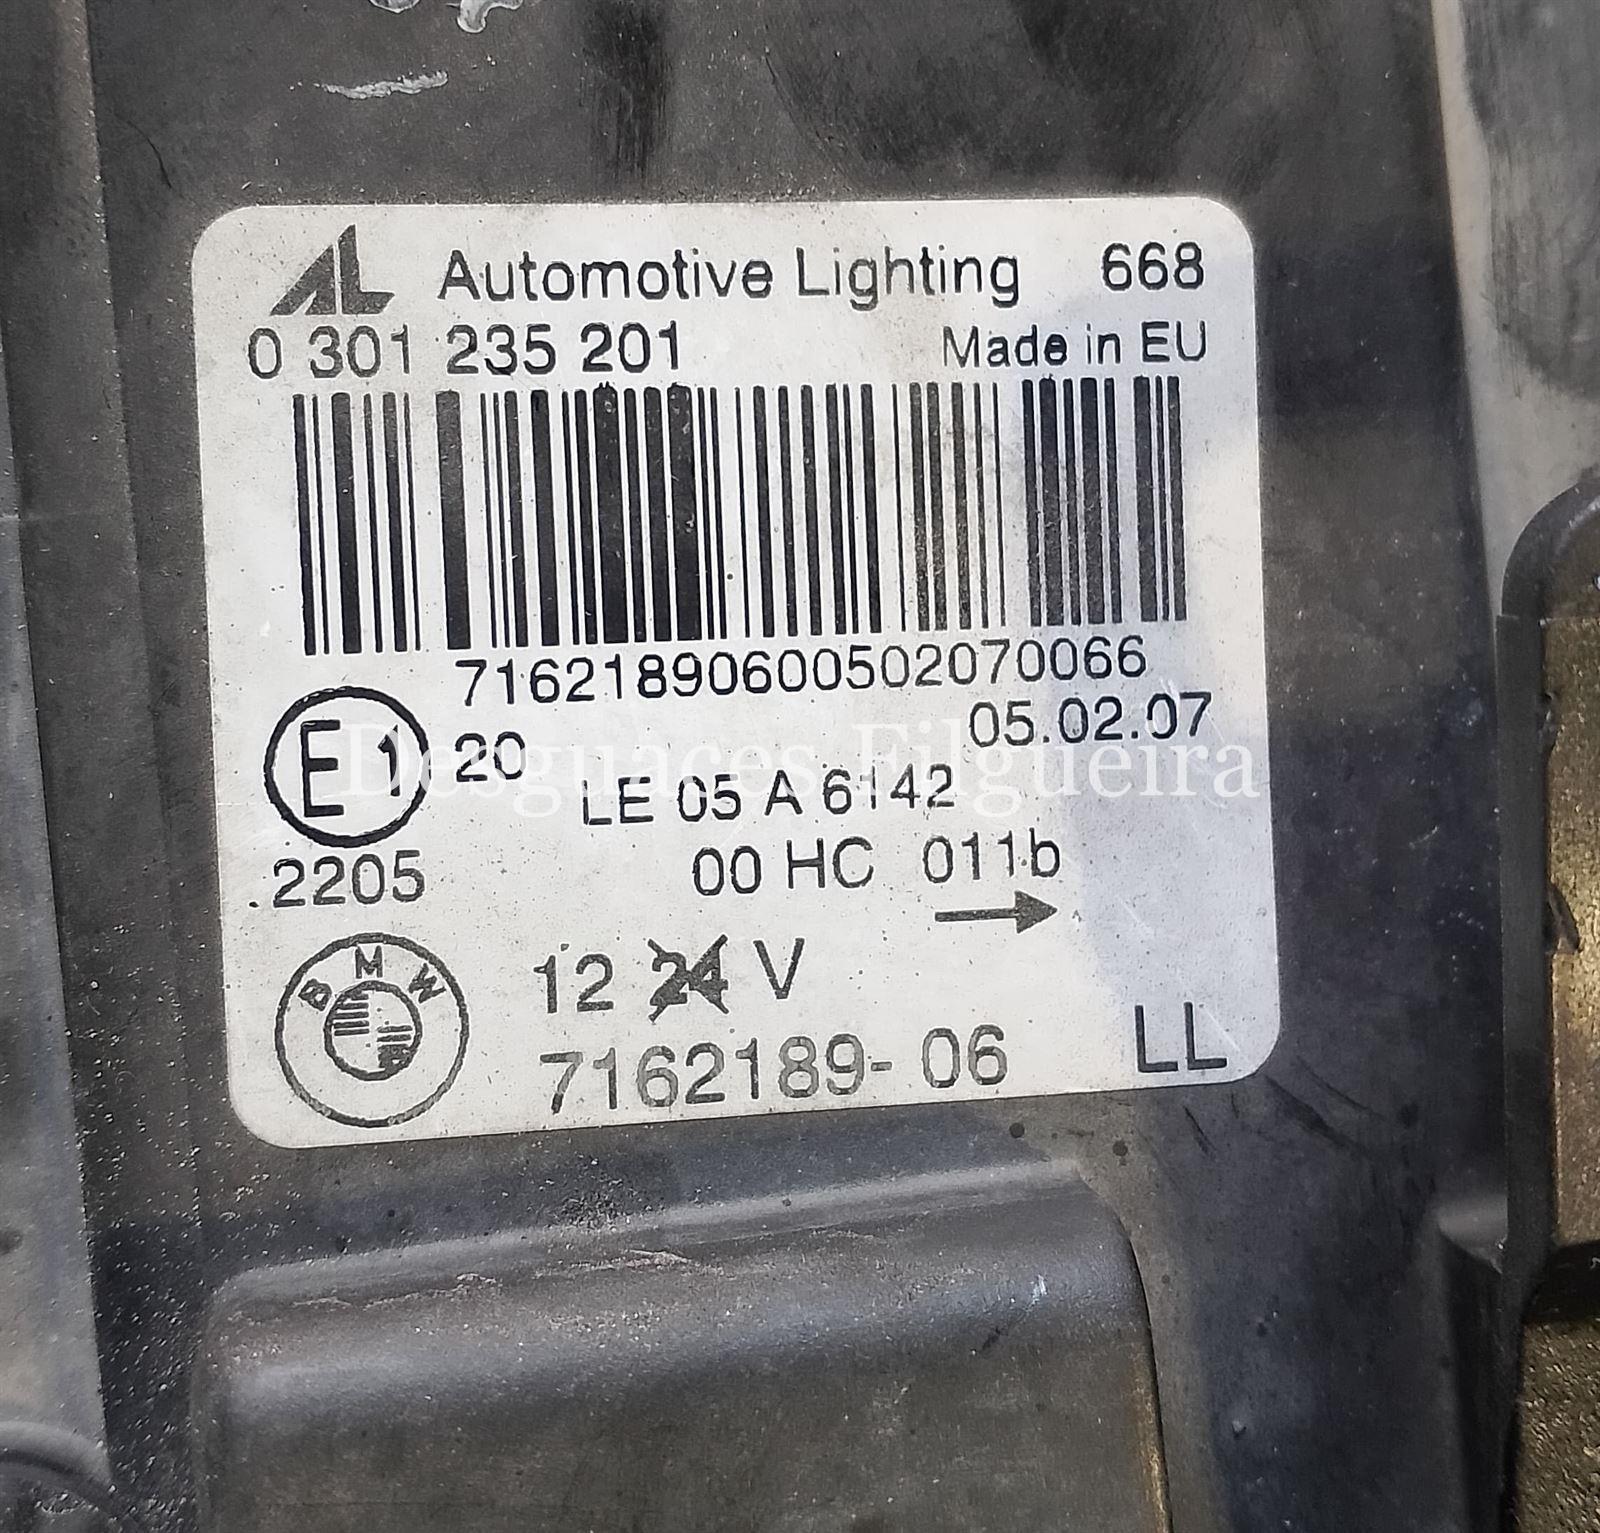 AL Automotive Lighting 668
0 301 235 201 Made in EU
71621890600502070066
05.02.07
E1 20
LE 05 A 6142
.2205 00 HC 011b
→
BMW
12 24 V
7162189- 06 LL
Desguaces Filgueira